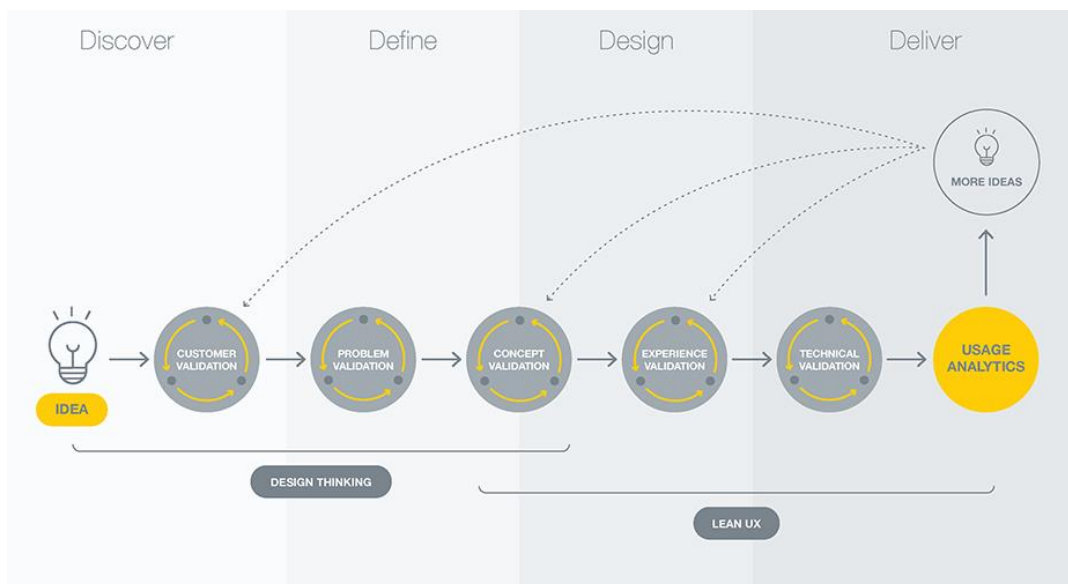 Discover
Define
Design
Deliver
MORE IDEAS
IDEA
CUSTOMER
VALIDATION
PROBLEM
VALIDATION
CONCEPT
VALIDATION
EXPERIENCE
VALIDATION
TECHNICAL
VALIDATION
USAGE
ANALYTICS
DESIGN THINKING
LEAN UX